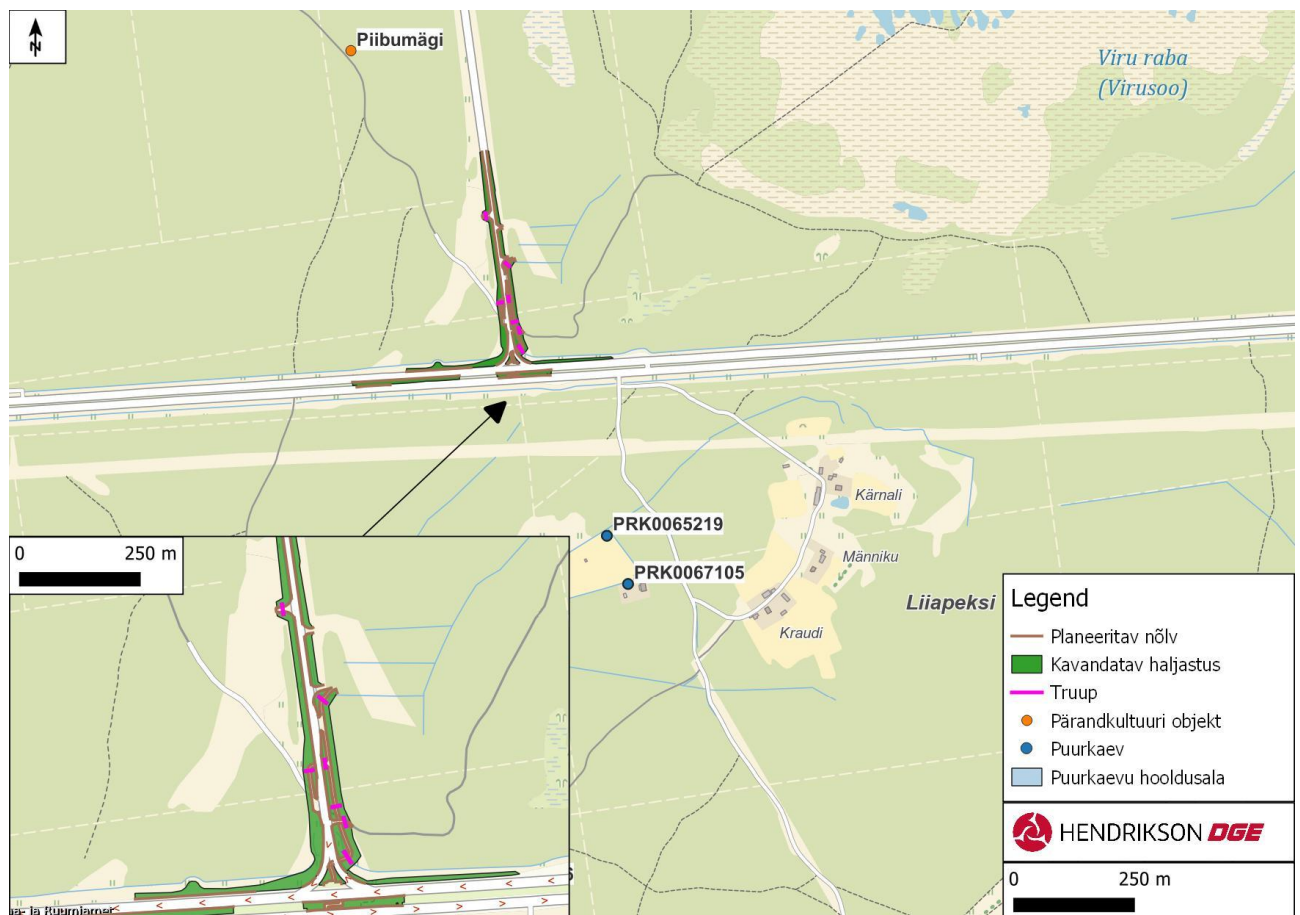 N
Piibumägi
Viru raba
(Virusoo)
Kärnali
PRK0065219
Männiku
PRK0067105
Liiapeksi
Kraudi
0 250 m
Legend
Planeeritav nõlv
Kavandatav haljastus
Truup
Pärandkultuuri objekt
Puurkaev
Puurkaevu hooldusala
HENDRIKSON DGE
0 250 m